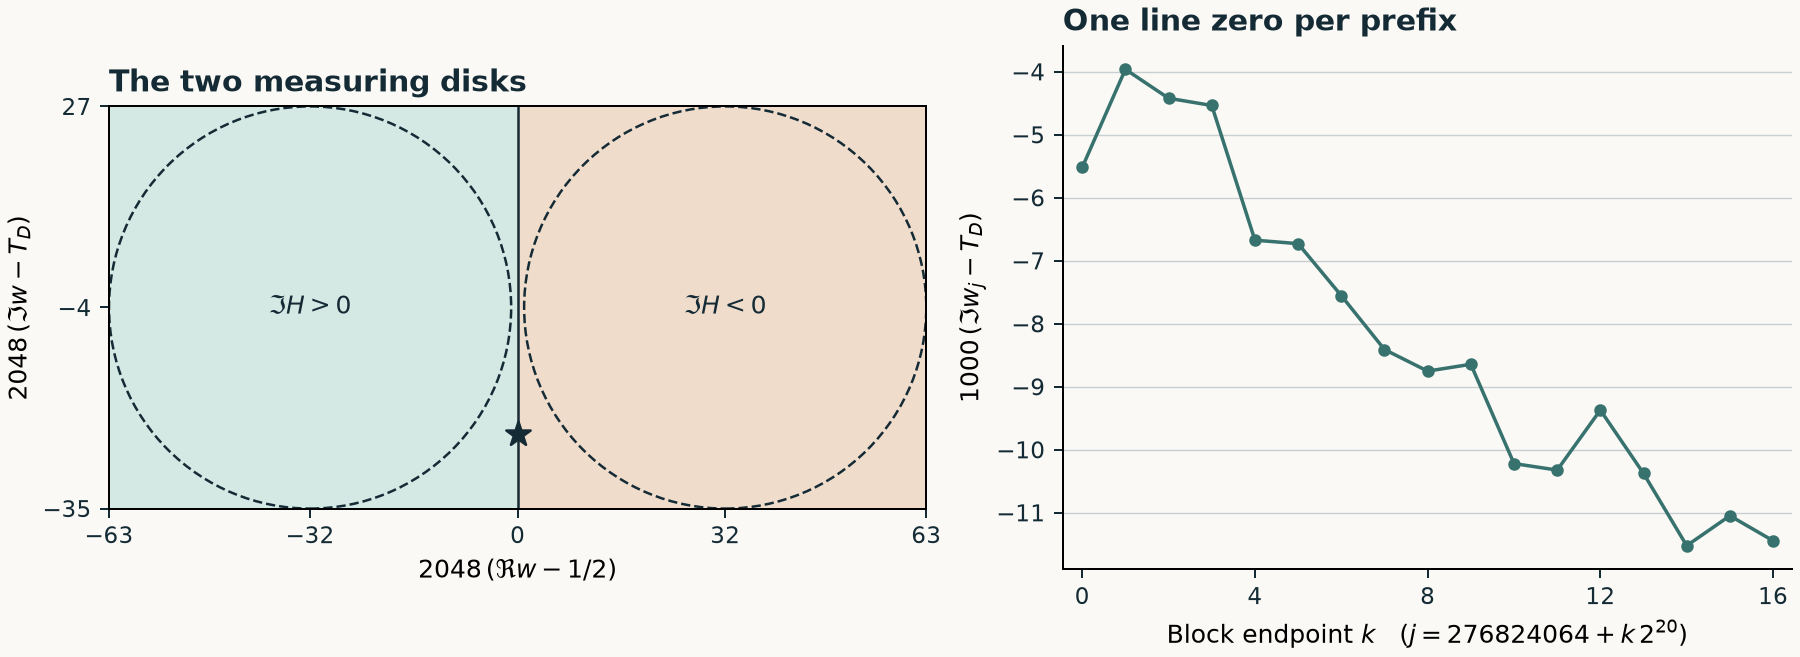 The two measuring disks
27
−4
−35
2048 (ℑw − T_D)
ℑH > 0
ℑH < 0
−63
−32
0
32
63
2048 (ℜw − 1/2)
One line zero per prefix
−4
−5
−6
−7
−8
−9
−10
−11
1000 (ℑw_j − T_D)
0
4
8
12
16
Block endpoint k (j = 276824064 + k 2²⁰)